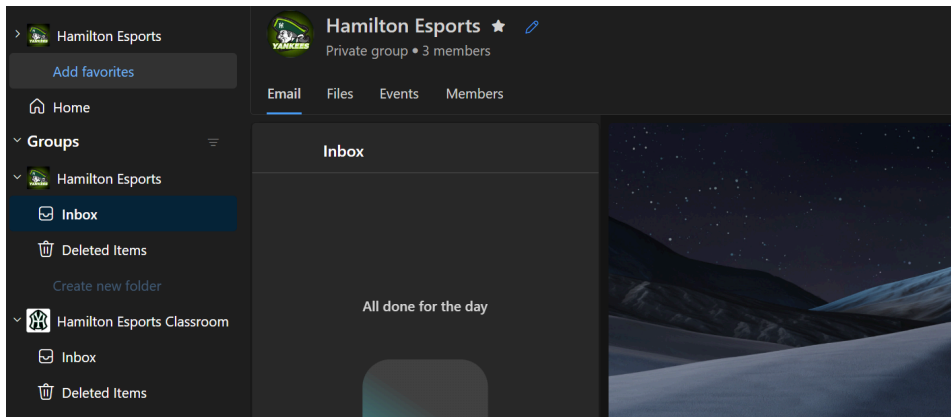 Hamilton Esports
Add favorites
Home
Groups
Hamilton Esports
Inbox
Deleted Items
Create new folder
Hamilton Esports Classroom
Inbox
Deleted Items
YANKEES
Hamilton Esports
Private group • 3 members
Email Files Events Members
Inbox
All done for the day